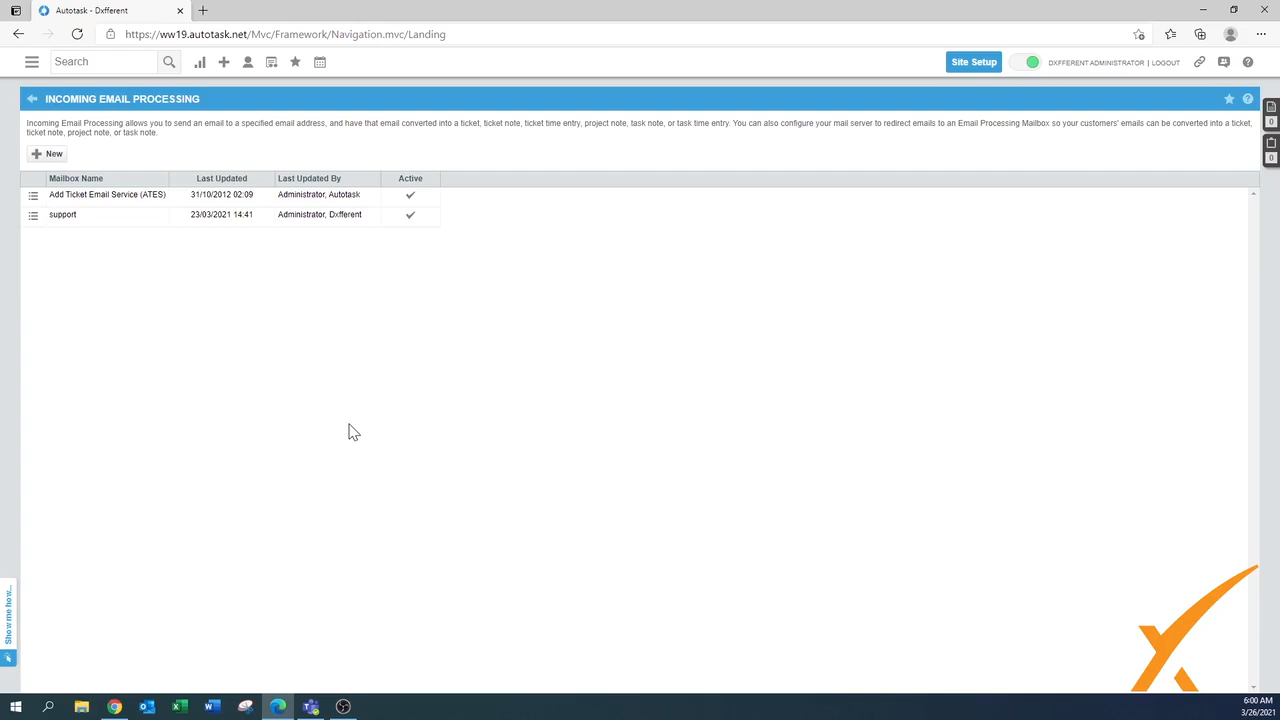 Autotask - Dxfferent
https://ww19.autotask.net/Mvc/Framework/Navigation.mvc/Landing
Search
Site Setup
DXFFERENT ADMINISTRATOR | LOGOUT
INCOMING EMAIL PROCESSING
Incoming Email Processing allows you to send an email to a specified email address, and have that email converted into a ticket, ticket note, ticket time entry, project note, task note, or task time entry. You can also configure your mail server to redirect emails to an Email Processing Mailbox so your customers' emails can be converted into a ticket,
ticket note, project note, or task note.
0
New
0
Mailbox Name Last Updated Last Updated By Active
Add Ticket Email Service (ATES) 31/10/2012 02:09 Administrator, Autotask
support 23/03/2021 14:41 Administrator, Dxfferent
Show me how...
6:00 AM
3/26/2021